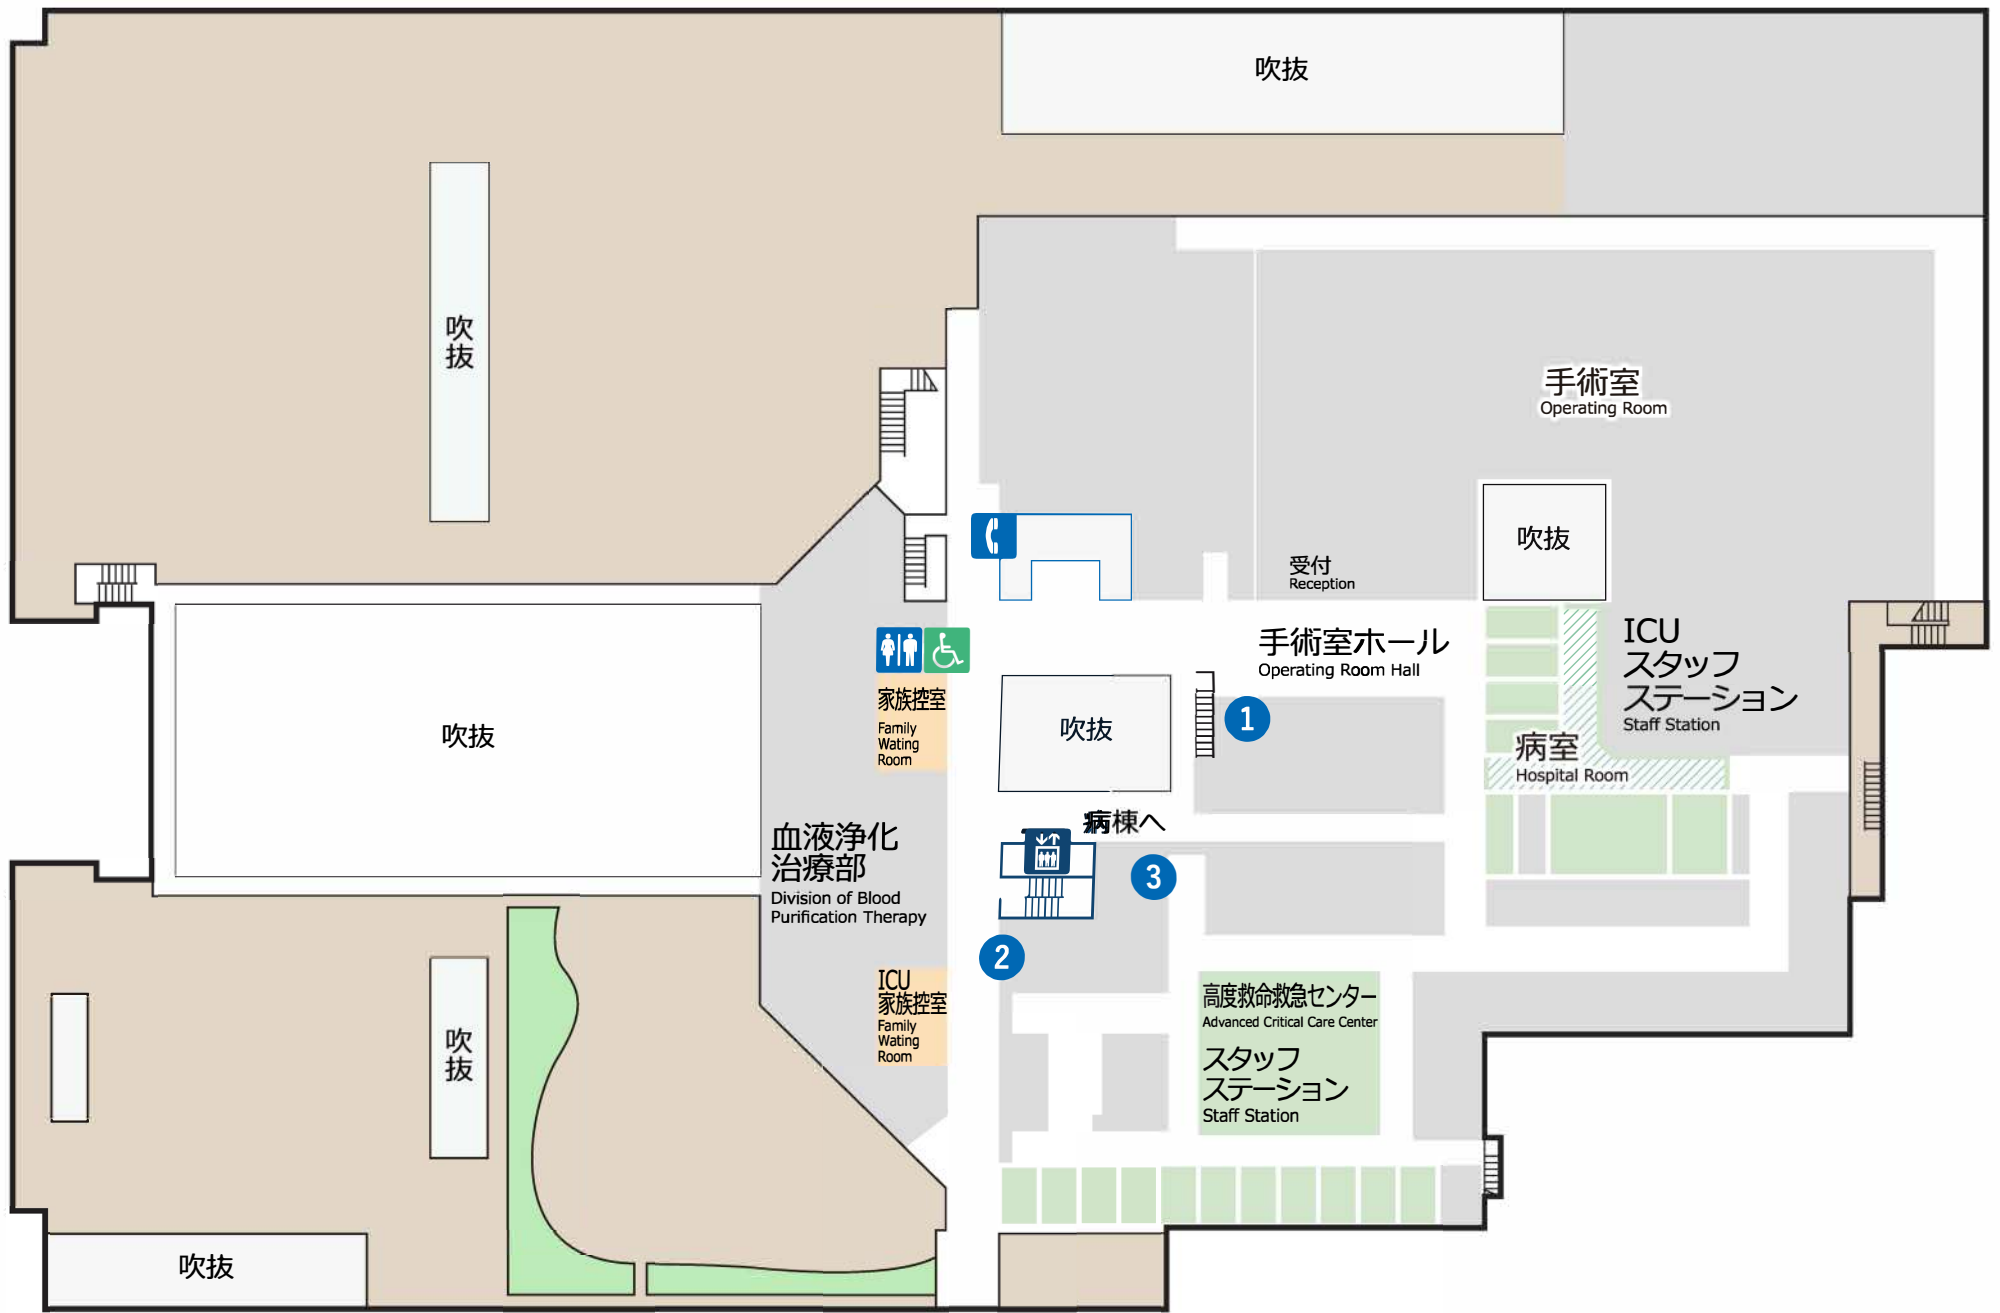 吹抜
吹
抜
手術室
Operating Room
吹抜
受付
Reception
手術室ホール
Operating Room Hall
ICU
スタッフ
ステーション
Staff Station
家族控室
Family
Wating
Room
吹抜
吹抜
1
病室
Hospital Room
病棟へ
血液浄化
治療部
Division of Blood
Purification Therapy
3
2
ICU
家族控室
Family
Wating
Room
高度救命救急センター
Advanced Critical Care Center
スタッフ
ステーション
Staff Station
吹
抜
吹抜